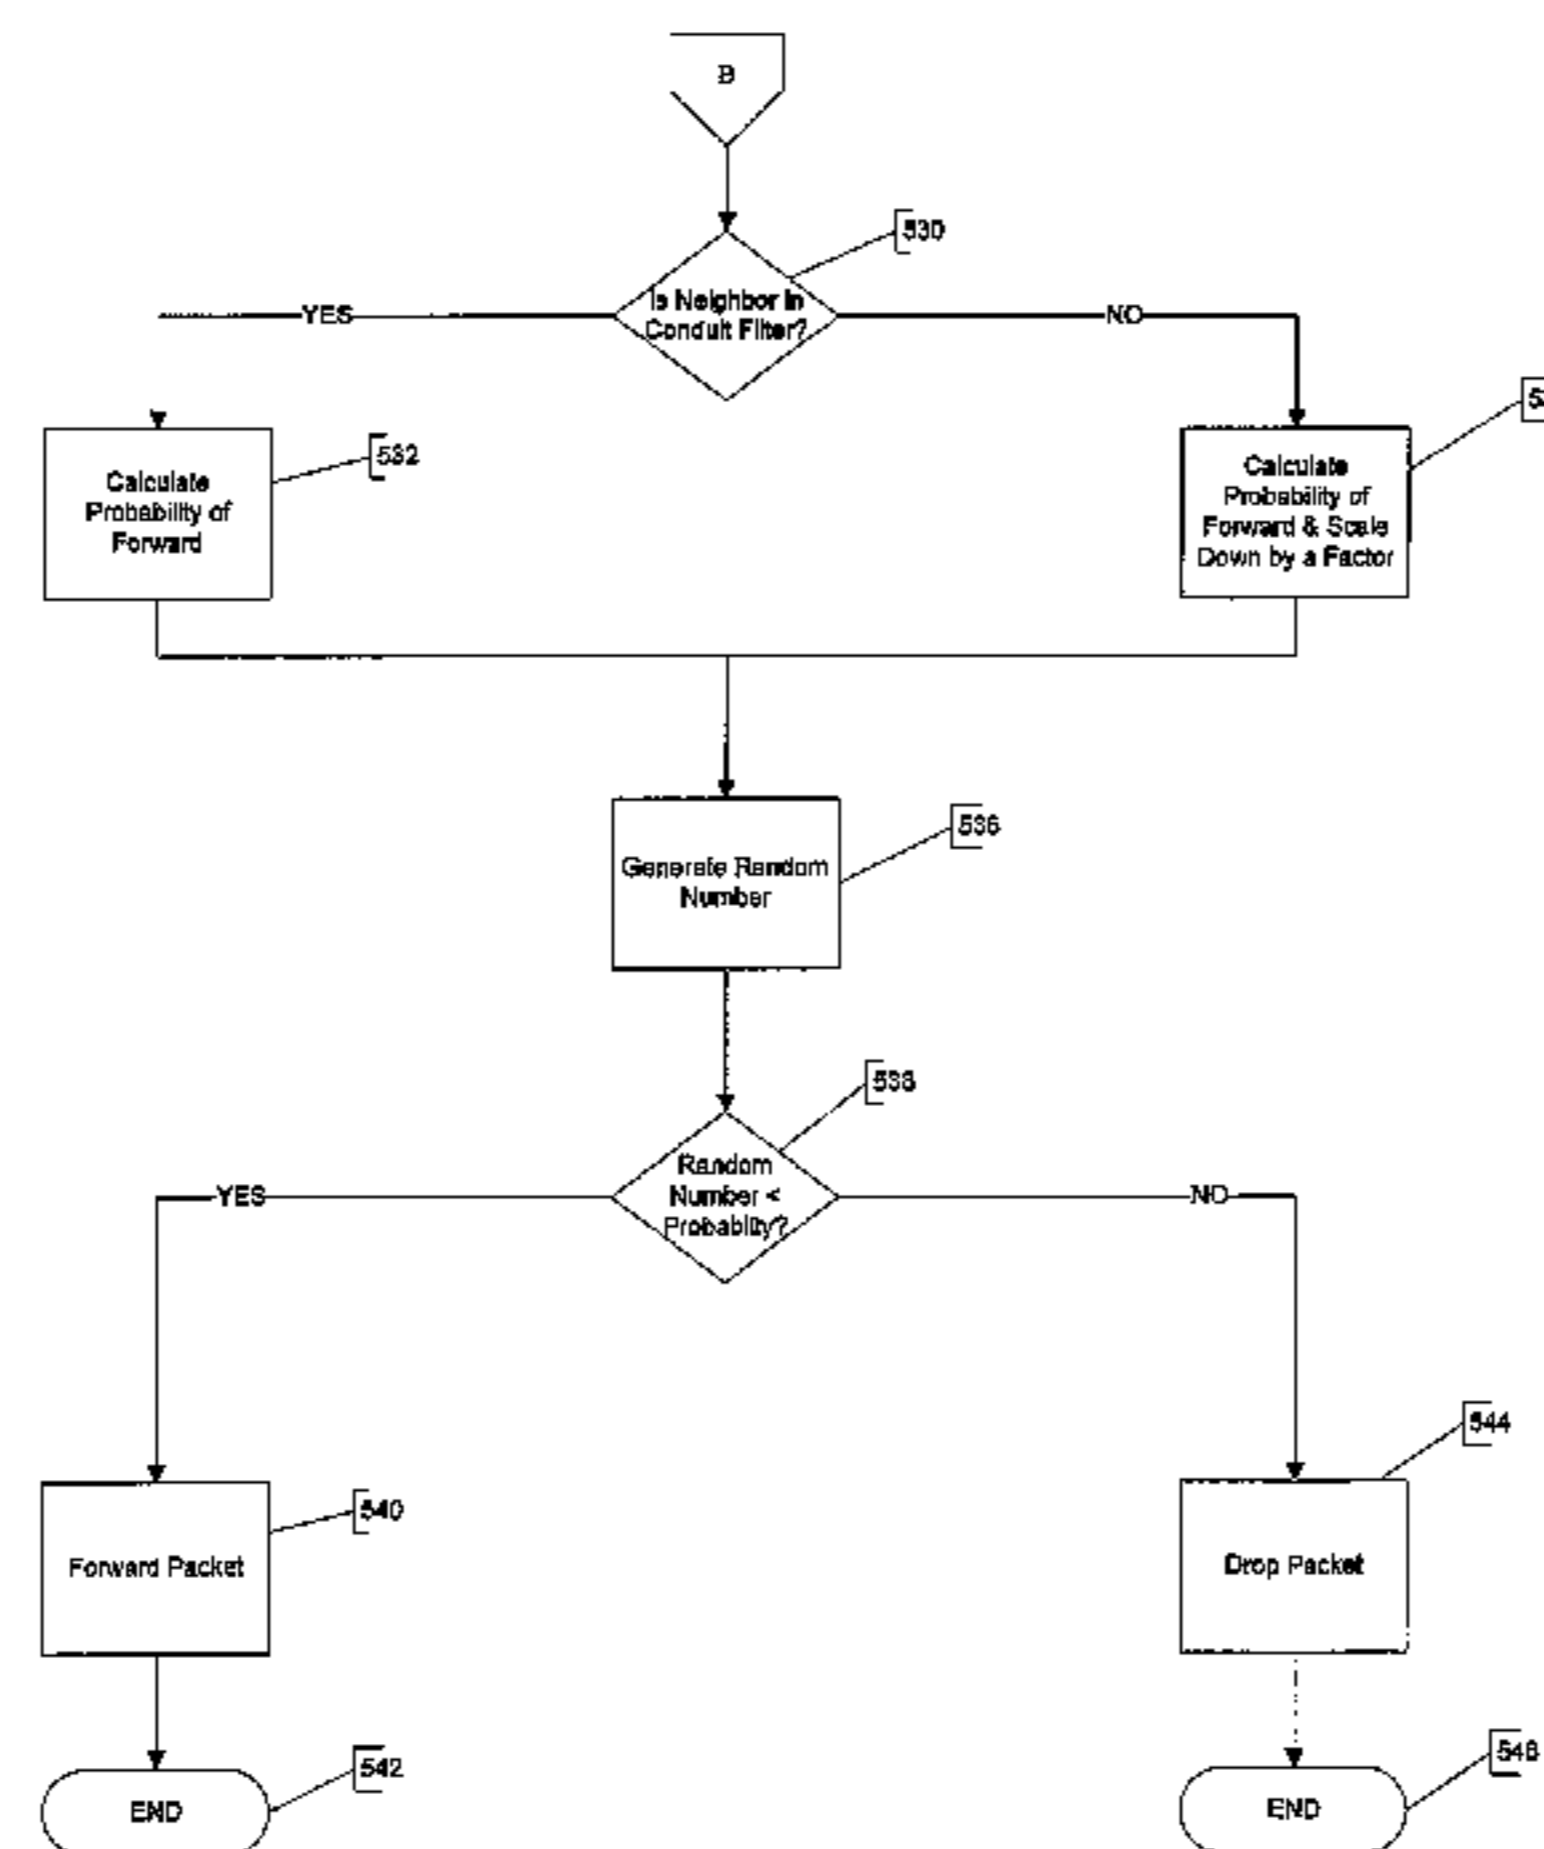 B
530
Is Neighbor In
Conduit Filter?
YES
NO
532
Calculate
Probability of
Forward
Calculate
Probability of
Forward & Scale
Down by a Factor
536
Generate Random
Number
538
Random
Number <
Probablity?
YES
NO
544
540
Forward Packet
Drop Packet
542
END
END